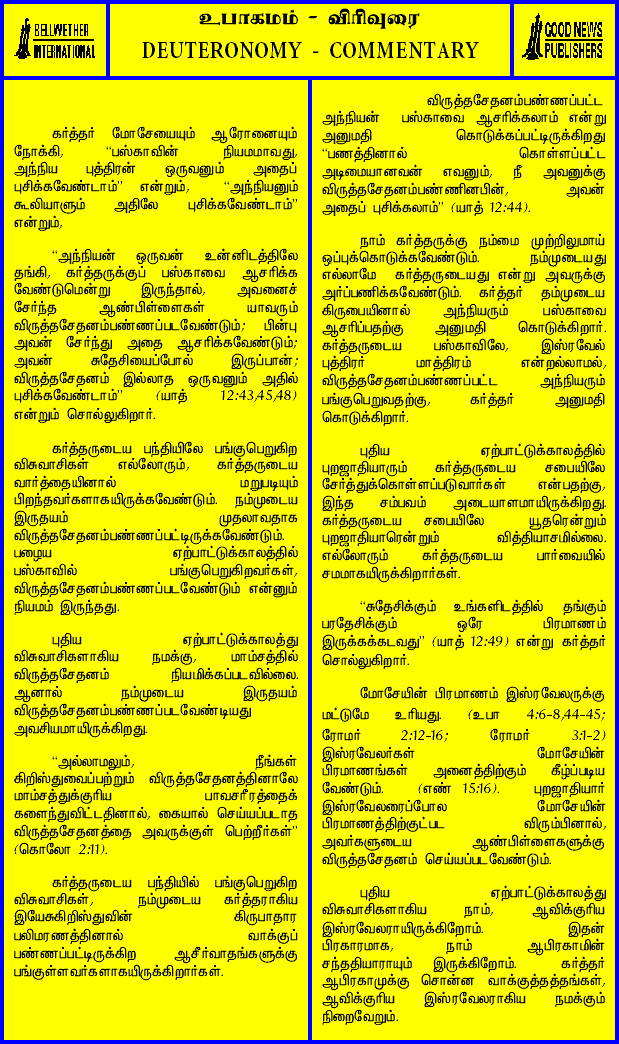 BELLWETHER
INTERNATIONAL
உபாகமம் - விரிவுரை
DEUTERONOMY - COMMENTARY
GOOD NEWS
PUBLISHERS
கர்த்தர் மோசேயையும் ஆரோனையும்
நோக்கி, "பஸ்காவின் நியமமாவது,
அந்நிய புத்திரன் ஒருவனும் அதைப்
புசிக்கவேண்டாம்" என்றும், "அந்நியனும்
கூலியாளும் அதிலே புசிக்கவேண்டாம்"
என்றும்,
"அந்நியன் ஒருவன் உன்னிடத்திலே
தங்கி, கர்த்தருக்குப் பஸ்காவை ஆசரிக்க
வேண்டுமென்று இருந்தால், அவனைச்
சேர்ந்த ஆண்பிள்ளைகள் யாவரும்
விருத்தசேதனம்பண்ணப்படவேண்டும்; பின்பு
அவன் சேர்ந்து அதை ஆசரிக்கவேண்டும்;
அவன் சுதேசியைப்போல் இருப்பான்;
விருத்தசேதனம் இல்லாத ஒருவனும் அதில்
புசிக்கவேண்டாம்" (யாத் 12:43,45,48)
என்றும் சொல்லுகிறார்.
கர்த்தருடைய பந்தியிலே பங்குபெறுகிற
விசுவாசிகள் எல்லோரும், கர்த்தருடைய
வார்த்தையினால் மறுபடியும்
பிறந்தவர்களாகயிருக்கவேண்டும். நம்முடைய
இருதயம் முதலாவதாக
விருத்தசேதனம்பண்ணப்பட்டிருக்கவேண்டும்.
பழைய ஏற்பாட்டுக்காலத்தில்
பஸ்காவில் பங்குபெறுகிறவர்கள்,
விருத்தசேதனம்பண்ணப்படவேண்டும் என்னும்
நியமம் இருந்தது.
புதிய ஏற்பாட்டுக்காலத்து
விசுவாசிகளாகிய நமக்கு, மாம்சத்தில்
விருத்தசேதனம் நியமிக்கப்படவில்லை.
ஆனால் நம்முடைய இருதயம்
விருத்தசேதனம்பண்ணப்படவேண்டியது
அவசியமாயிருக்கிறது.
"அல்லாமலும், நீங்கள்
கிறிஸ்துவைப்பற்றும் விருத்தசேதனத்தினாலே
மாம்சத்துக்குரிய பாவசரீரத்தைக்
களைந்துவிட்டதினால், கையால் செய்யப்படாத
விருத்தசேதனத்தை அவருக்குள் பெற்றீர்கள்"
(கொலோ 2:11).
கர்த்தருடைய பந்தியில் பங்குபெறுகிற
விசுவாசிகள், நம்முடைய கர்த்தராகிய
இயேசுகிறிஸ்துவின் கிருபாதார
பலிமரணத்தினால் வாக்குப்
பண்ணப்பட்டிருக்கிற ஆசீர்வாதங்களுக்கு
பங்குள்ளவர்களாகயிருக்கிறார்கள்.
விருத்தசேதனம்பண்ணப்பட்ட
அந்நியன் பஸ்காவை ஆசரிக்கலாம் என்று
அனுமதி கொடுக்கப்பட்டிருக்கிறது
"பணத்தினால் கொள்ளப்பட்ட
அடிமையானவன் எவனும், நீ அவனுக்கு
விருத்தசேதனம்பண்ணினபின், அவன்
அதைப் புசிக்கலாம்" (யாத் 12:44).
நாம் கர்த்தருக்கு நம்மை முற்றிலுமாய்
ஒப்புக்கொடுக்கவேண்டும். நம்முடையது
எல்லாமே கர்த்தருடையது என்று அவருக்கு
அர்ப்பணிக்கவேண்டும். கர்த்தர் தம்முடைய
கிருபையினால் அந்நியரும் பஸ்காவை
ஆசரிப்பதற்கு அனுமதி கொடுக்கிறார்.
கர்த்தருடைய பஸ்காவிலே, இஸ்ரவேல்
புத்திரர் மாத்திரம் என்றல்லாமல்,
விருத்தசேதனம்பண்ணப்பட்ட அந்நியரும்
பங்குபெறுவதற்கு, கர்த்தர் அனுமதி
கொடுக்கிறார்.
புதிய ஏற்பாட்டுக்காலத்தில்
புறஜாதியாரும் கர்த்தருடைய சபையிலே
சேர்த்துக்கொள்ளப்படுவார்கள் என்பதற்கு,
இந்த சம்பவம் அடையாளமாயிருக்கிறது.
கர்த்தருடைய சபையிலே யூதரென்றும்
புறஜாதியாரென்றும் வித்தியாசமில்லை.
எல்லோரும் கர்த்தருடைய பார்வையில்
சமமாகயிருக்கிறார்கள்.
"சுதேசிக்கும் உங்களிடத்தில் தங்கும்
பரதேசிக்கும் ஒரே பிரமாணம்
இருக்கக்கடவது" (யாத் 12:49) என்று கர்த்தர்
சொல்லுகிறார்.
மோசேயின் பிரமாணம் இஸ்ரவேலருக்கு
மட்டுமே உரியது. (உபா 4:6-8,44-45;
ரோமர் 2:12-16; ரோமர் 3:1-2)
இஸ்ரவேலர்கள் மோசேயின்
பிரமாணங்கள் அனைத்திற்கும் கீழ்ப்படிய
வேண்டும். (எண் 15:16). புறஜாதியார்
இஸ்ரவேலரைப்போல மோசேயின்
பிரமாணத்திற்குட்பட விரும்பினால்,
அவர்களுடைய ஆண்பிள்ளைகளுக்கு
விருத்தசேதனம் செய்யப்படவேண்டும்.
புதிய ஏற்பாட்டுக்காலத்து
விசுவாசிகளாகிய நாம், ஆவிக்குரிய
இஸ்ரவேலராயிருக்கிறோம். இதன்
பிரகாரமாக, நாம் ஆபிரகாமின்
சந்ததியாராயும் இருக்கிறோம். கர்த்தர்
ஆபிரகாமுக்கு சொன்ன வாக்குத்தத்தங்கள்,
ஆவிக்குரிய இஸ்ரவேலராகிய நமக்கும்
நிறைவேறும்.